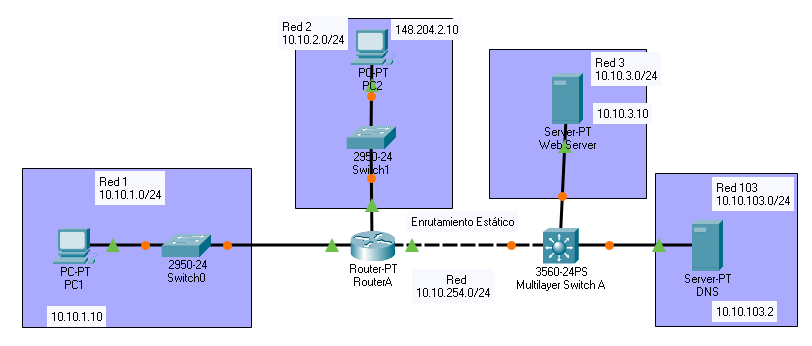 Red 2
10.10.2.0/24
148.204.2.10
PC-PT
PC2
2950-24
Switch1
Red 3
10.10.3.0/24
10.10.3.10
Server-PT
Web Server
Red 1
10.10.1.0/24
PC-PT
PC1
2950-24
Switch0
10.10.1.10
Router-PT
RouterA
Enrutamiento Estático
Red
10.10.254.0/24
3560-24PS
Multilayer Switch A
Red 103
10.10.103.0/24
Server-PT
DNS
10.10.103.2